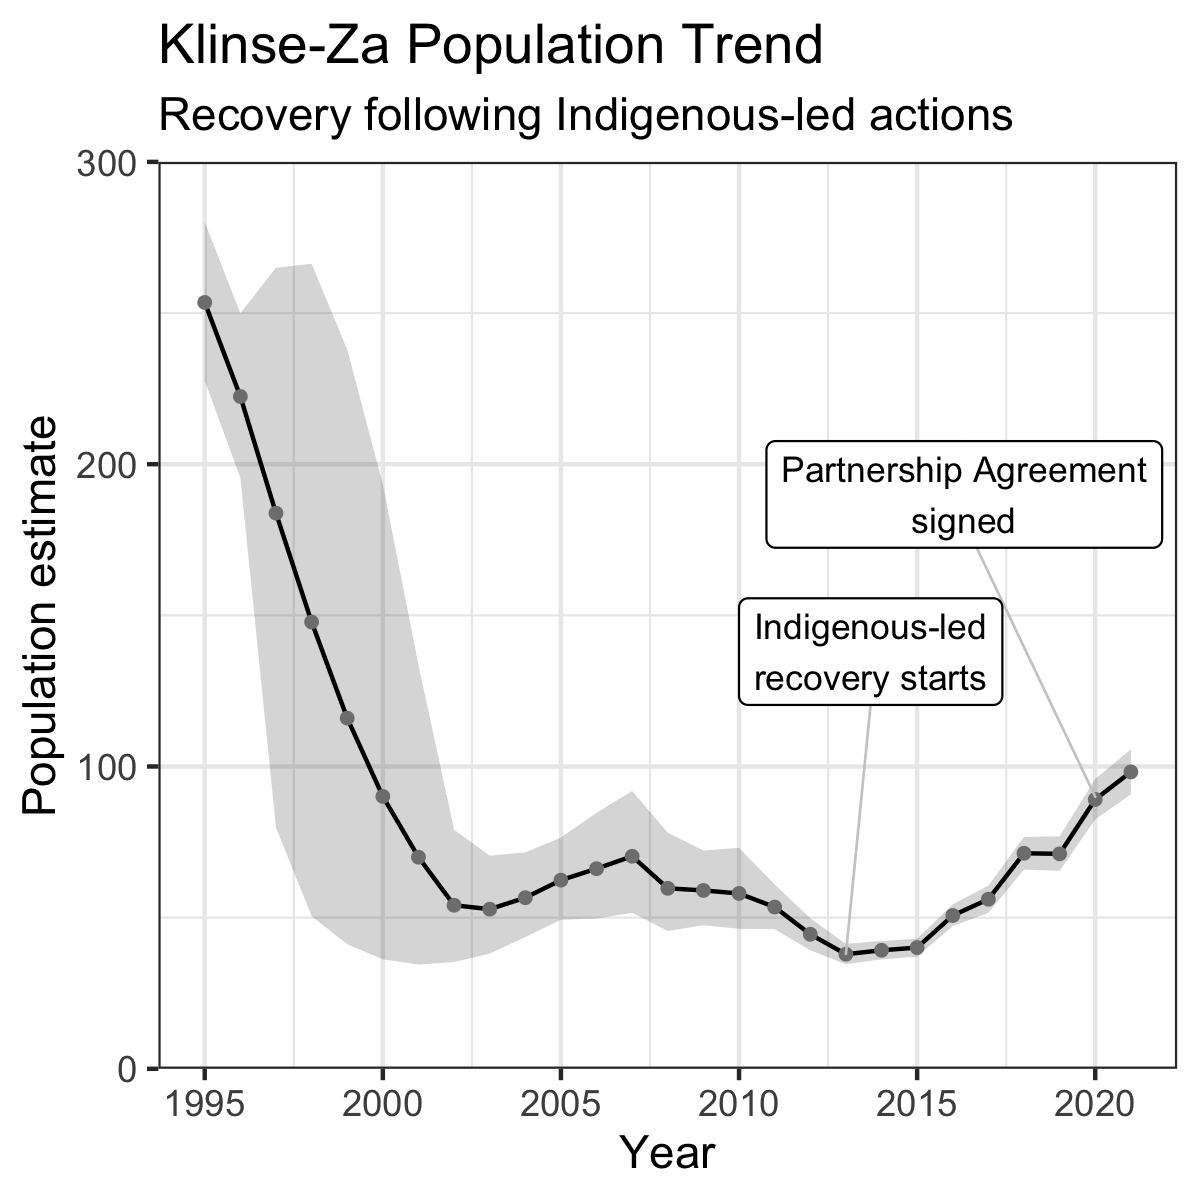 Klinse-Za Population Trend
Recovery following Indigenous-led actions
300
200
100
0
Population estimate
Partnership Agreement
signed
Indigenous-led
recovery starts
1995 2000 2005 2010 2015 2020
Year